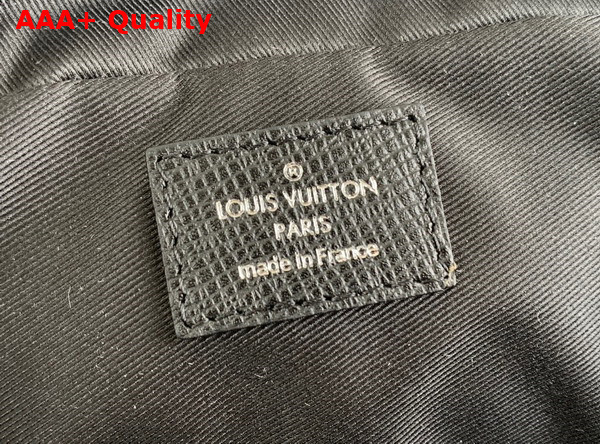 AAA+ Quality
®
LOUIS VUITTON
PARIS
made in France